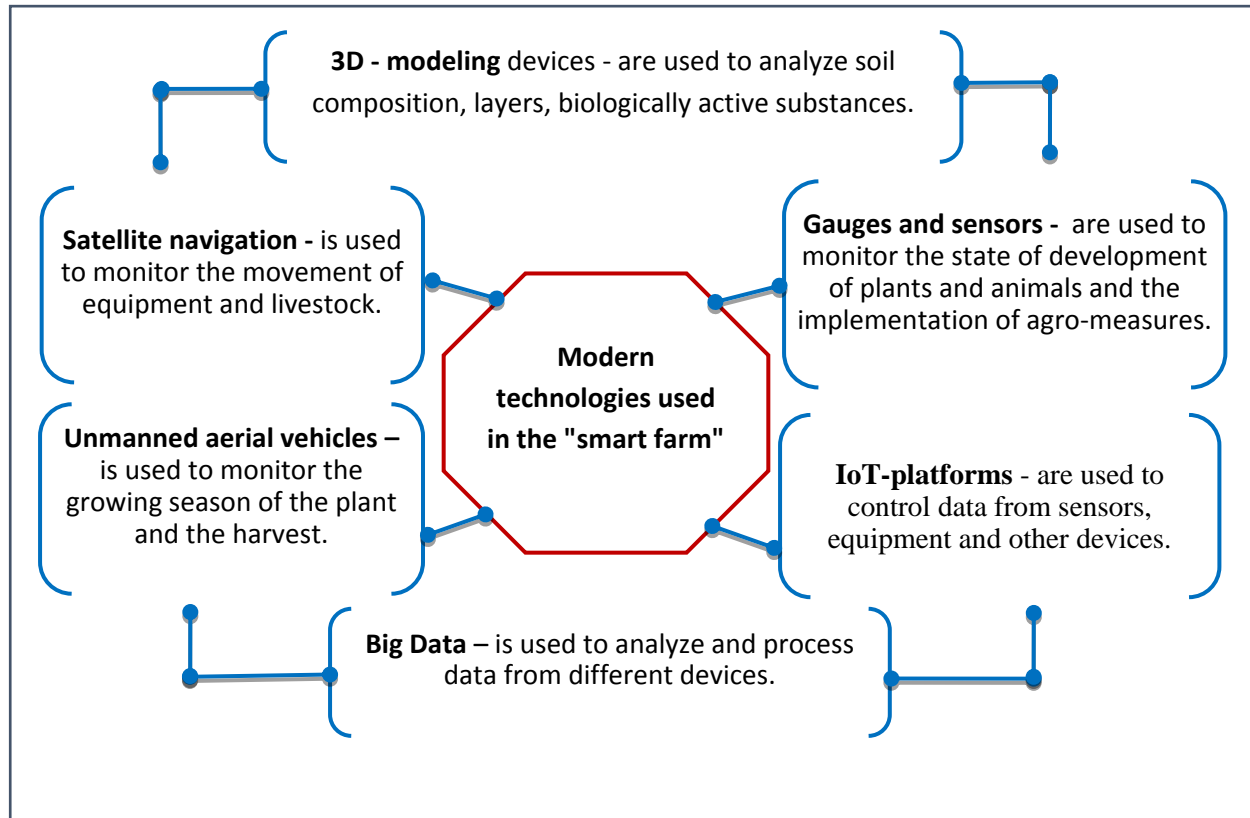 3D - modeling devices - are used to analyze soil
composition, layers, biologically active substances.
Satellite navigation - is used
to monitor the movement of
equipment and livestock.
Gauges and sensors - are used to
monitor the state of development
of plants and animals and the
implementation of agro-measures.
Modern
technologies used
in the "smart farm"
Unmanned aerial vehicles –
is used to monitor the
growing season of the plant
and the harvest.
IoT-platforms - are used to
control data from sensors,
equipment and other devices.
Big Data – is used to analyze and process
data from different devices.